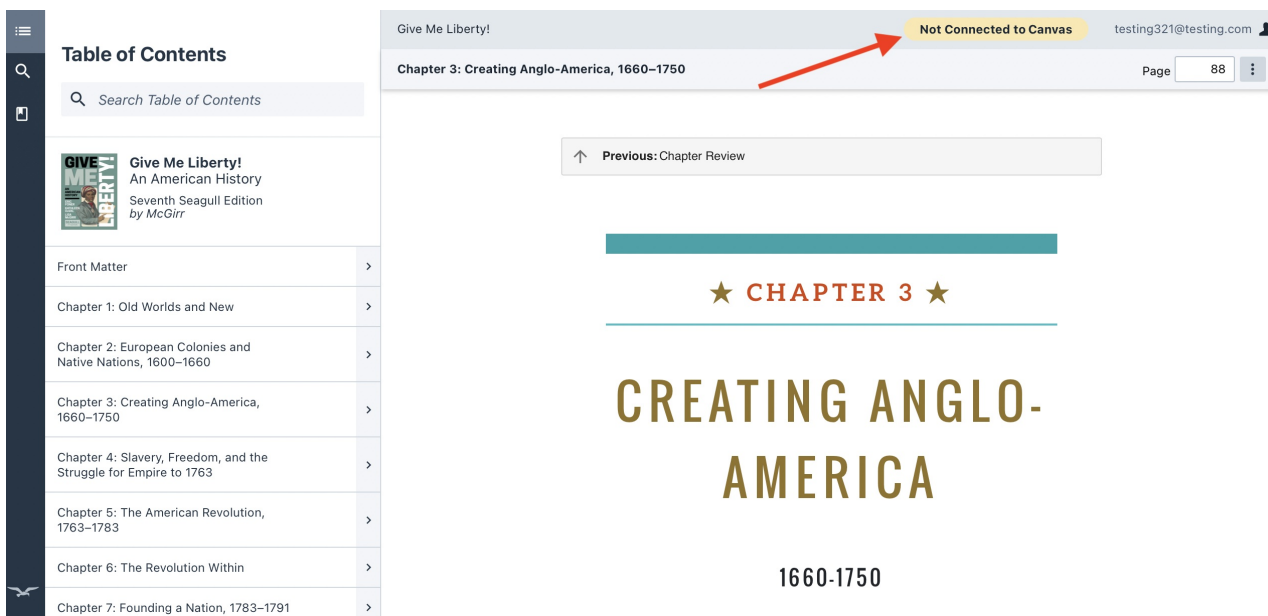 Table of Contents
Search Table of Contents
GIVE
ME
LIBERTY!
Give Me Liberty!
An American History
Seventh Seagull Edition
by McGirr
Front Matter
Chapter 1: Old Worlds and New
Chapter 2: European Colonies and
Native Nations, 1600–1660
Chapter 3: Creating Anglo-America,
1660–1750
Chapter 4: Slavery, Freedom, and the
Struggle for Empire to 1763
Chapter 5: The American Revolution,
1763–1783
Chapter 6: The Revolution Within
Chapter 7: Founding a Nation, 1783–1791
Give Me Liberty!
Not Connected to Canvas
testing321@testing.com
Chapter 3: Creating Anglo-America, 1660–1750
Page 88
Previous: Chapter Review
★ CHAPTER 3 ★
CREATING ANGLO-
AMERICA
1660-1750